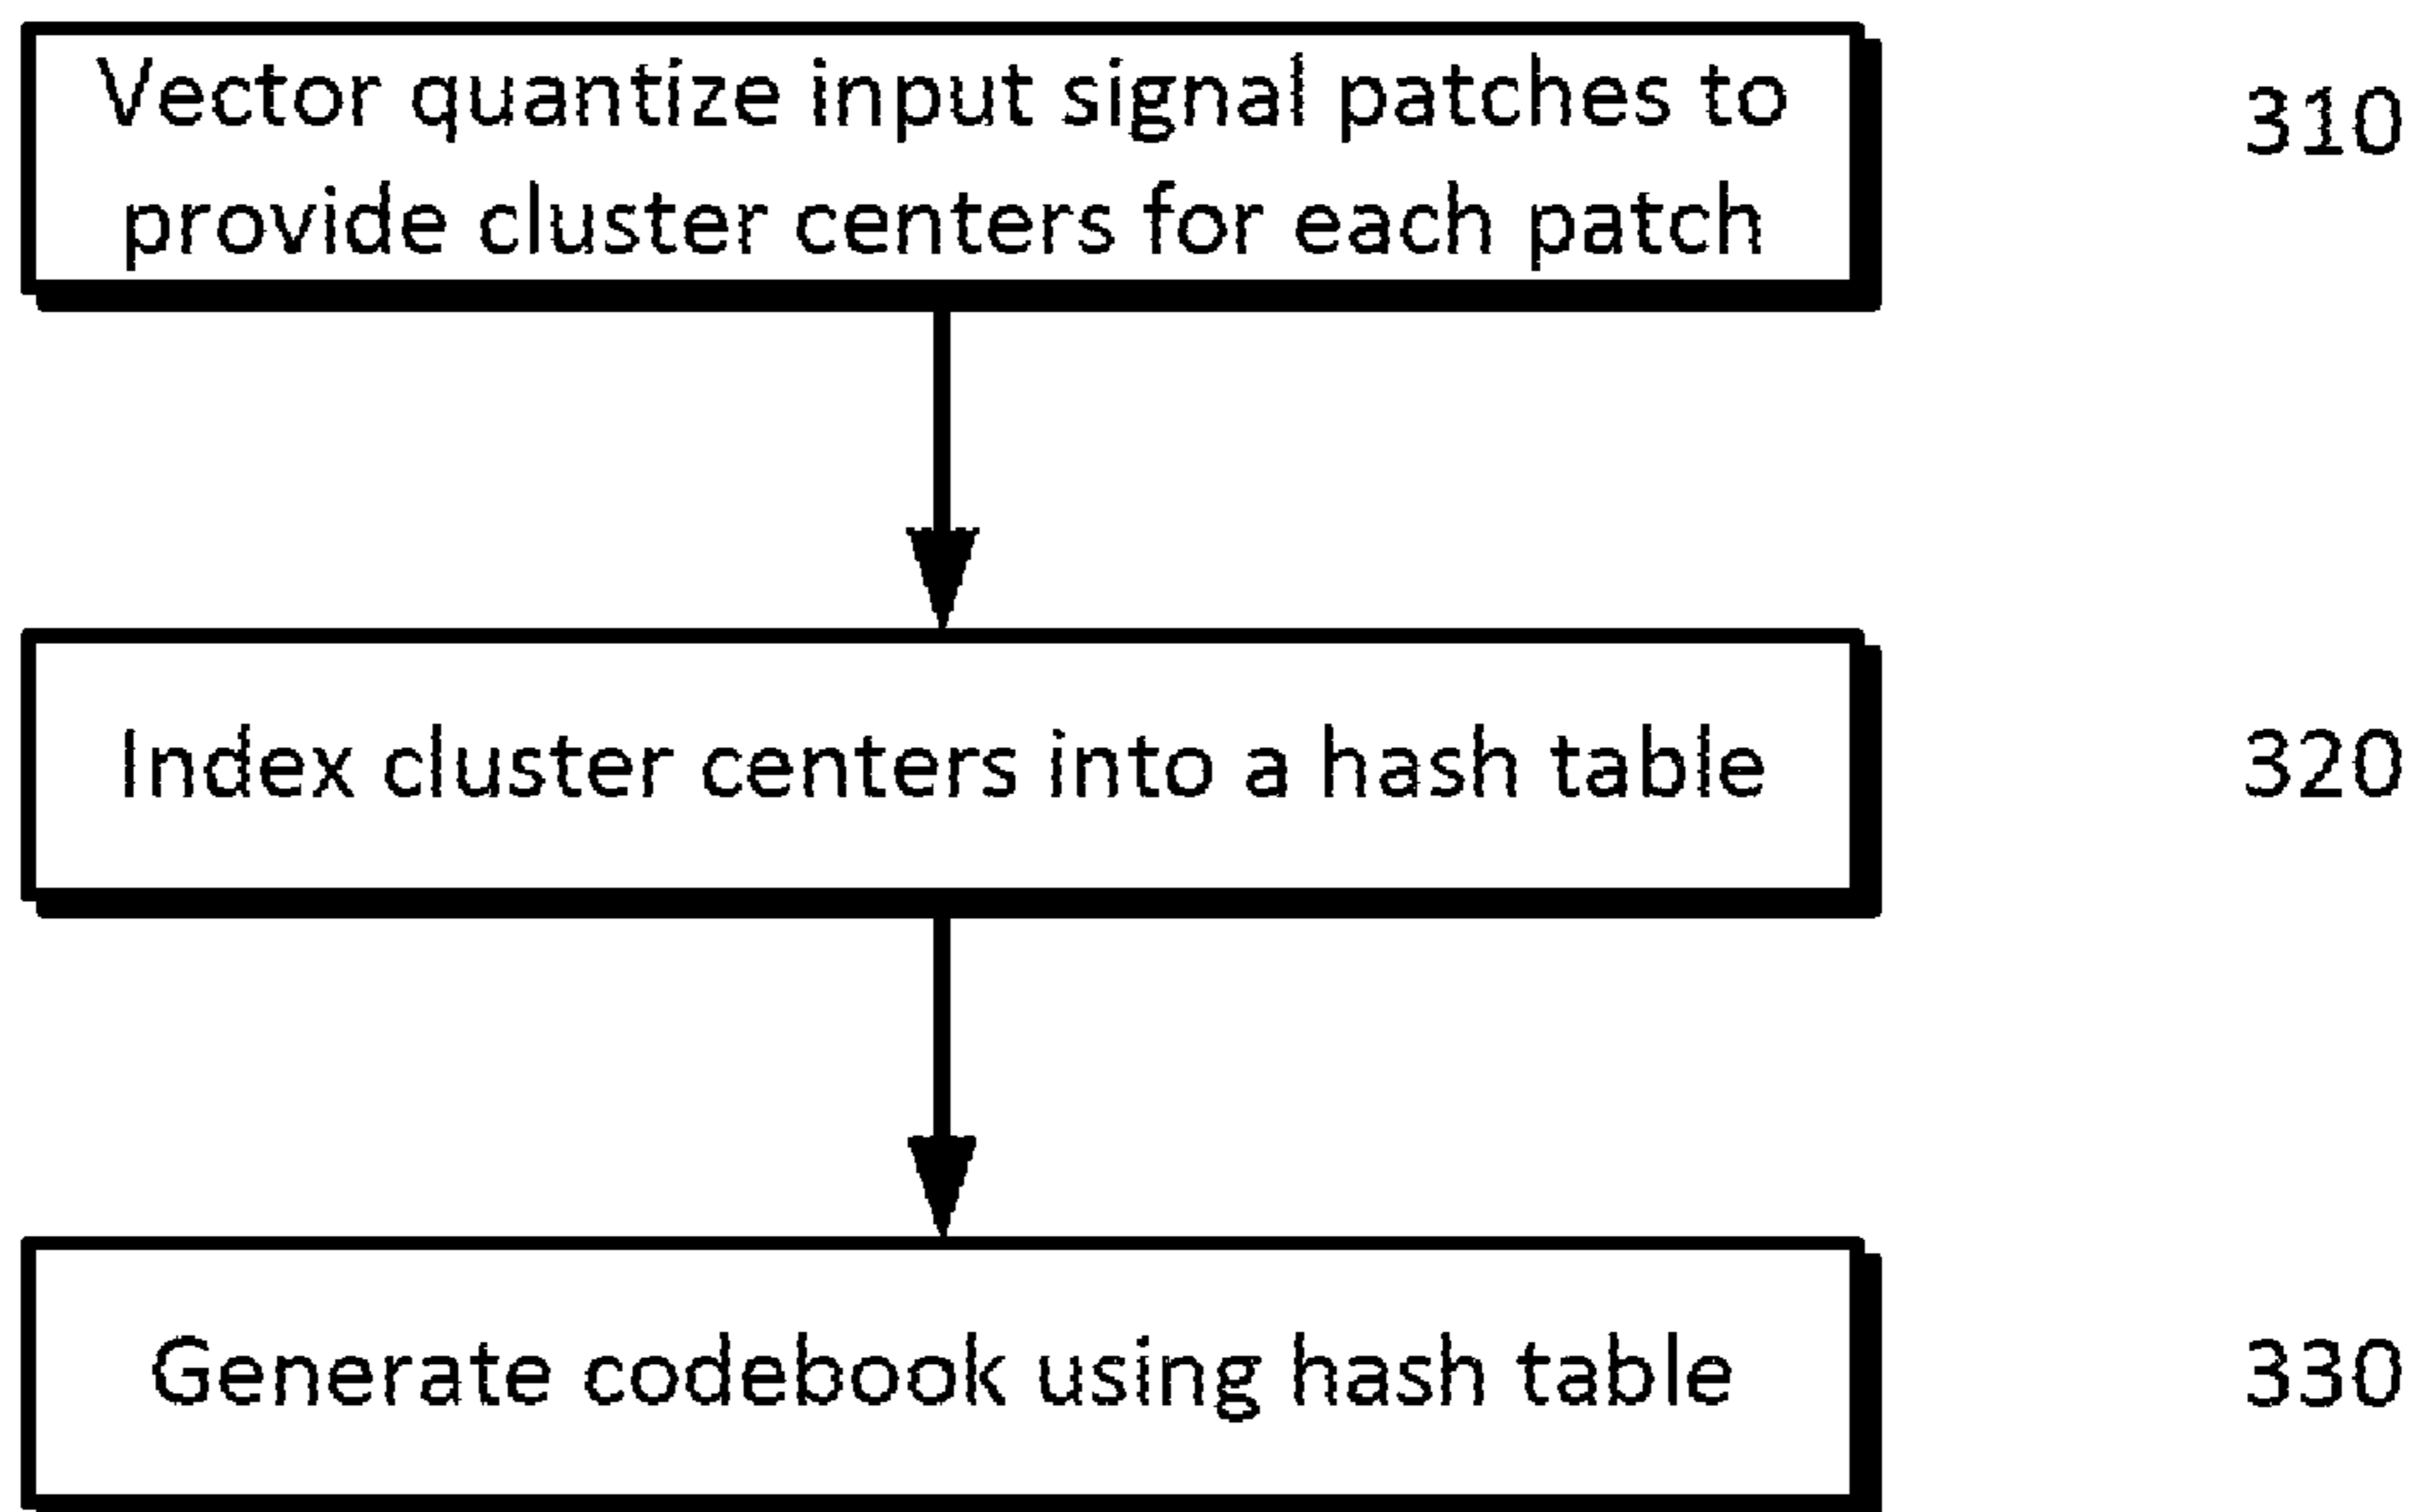 Vector quantize input signal patches to
provide cluster centers for each patch
310
Index cluster centers into a hash table
320
Generate codebook using hash table
330